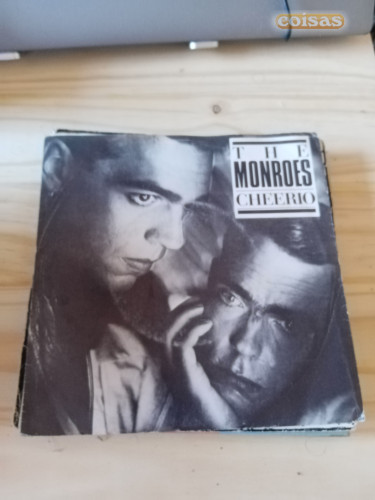 coisas
THE
MONROES
CHEERIO